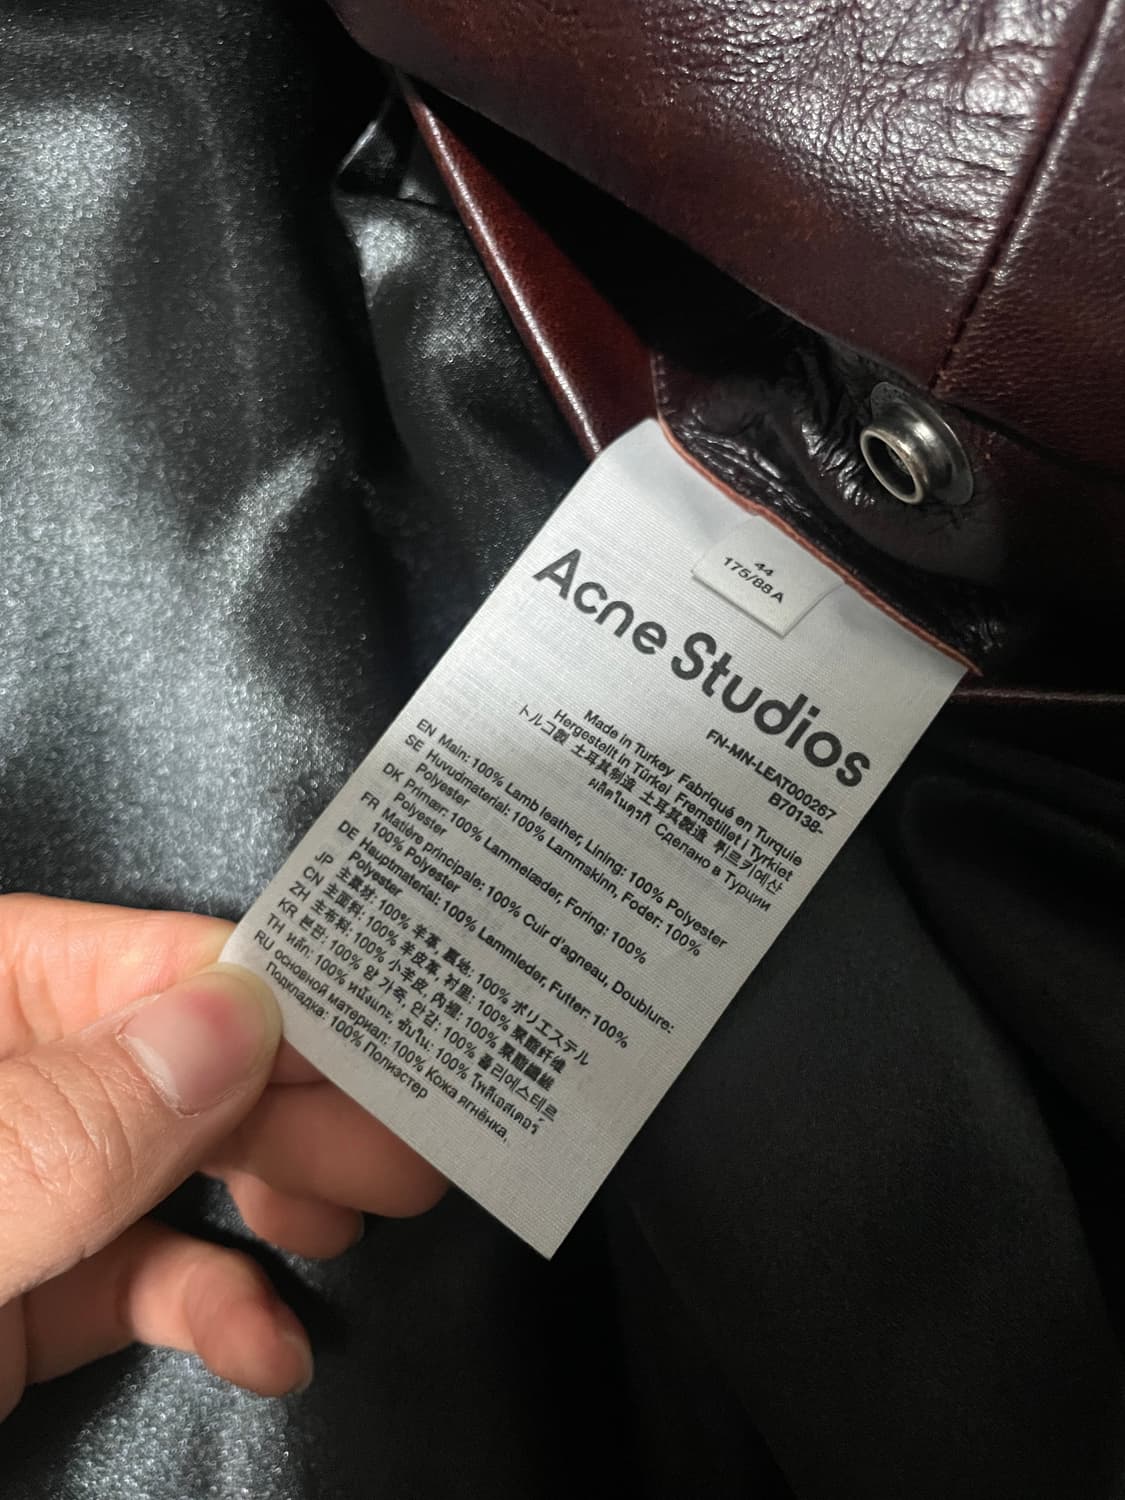 44
175/88A
Acne Studios
FN-MN-LEAT000267
B70138-
Made in Turkey Fabriqué en Turquie
Hergestellt in Türkei Fremstillet i Tyrkiet
トルコ製 土耳其制造 土耳其製造 튀르키예산
ผลิตในตุรกี Сделано в Турции
EN Main: 100% Lamb leather, Lining: 100% Polyester
SE Huvudmaterial: 100% Lammskinn, Foder: 100%
Polyester
DK Primær: 100% Lammelæder, Foring: 100%
Polyester
FR Matière principale: 100% Cuir d'agneau, Doublure:
100% Polyester
DE Hauptmaterial: 100% Lammleder, Futter: 100%
Polyester
JP 主素材: 100% 羊革, 裏地: 100% ポリエステル
CN 主面料: 100% 羊皮革, 衬里: 100% 聚酯纤维
ZH 主布料: 100% 小羊皮, 內襯: 100% 聚酯纖維
KR 본판: 100% 양 가죽, 안감: 100% 폴리에스테르
TH หลัก: 100% หนังแกะ, ซับใน: 100% โพลีเอสเตอร์
RU основной материал: 100% Кожа ягнёнка,
Подкладка: 100% Полиэстер